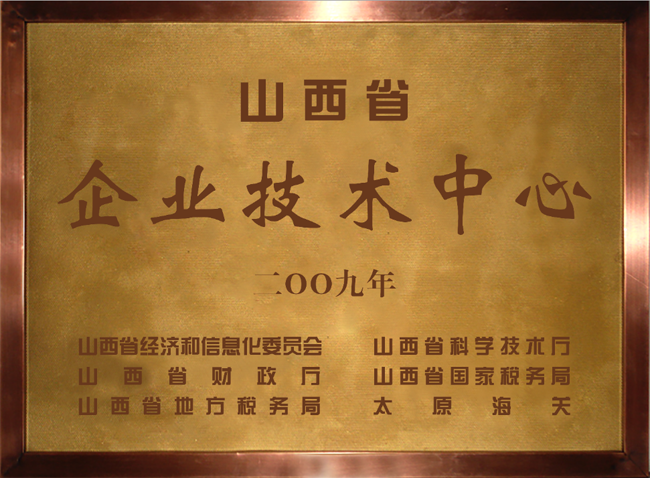 山西省
企业技术中心
二〇〇九年
山西省经济和信息化委员会 山西省科学技术厅
山西省财政厅 山西省国家税务局
山西省地方税务局 太原海关